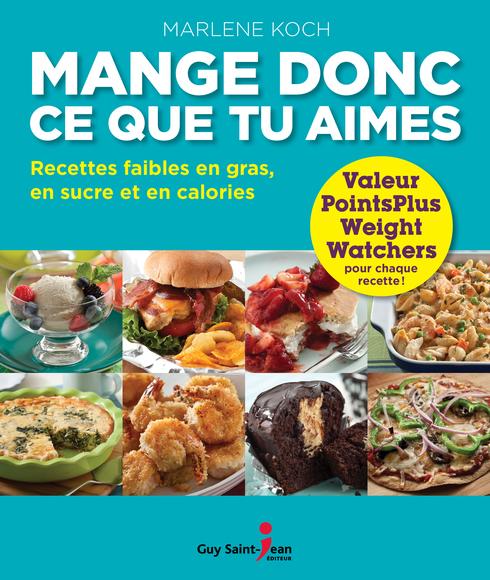 MARLENE KOCH
MANGE DONC
CE QUE TU AIMES
Recettes faibles en gras,
en sucre et en calories
Valeur
PointsPlus
Weight
Watchers
pour chaque
recette!
Guy Saint-Jean
ÉDITEUR